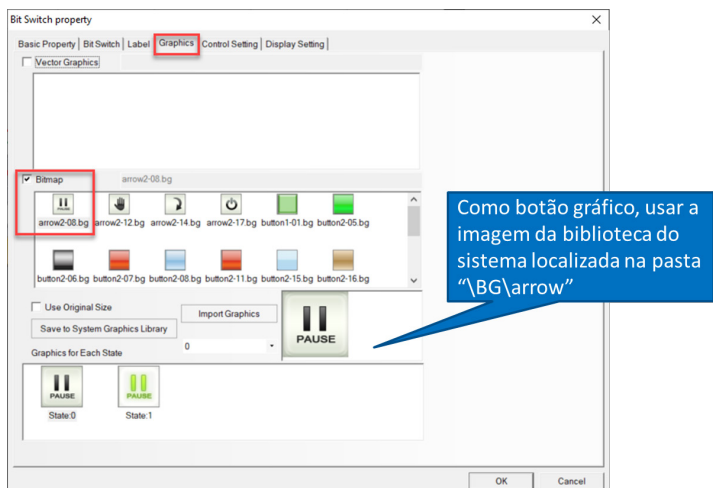 Bit Switch property
Basic Property | Bit Switch | Label | Graphics | Control Setting | Display Setting
Vector Graphics
Bitmap arrow2-08.bg
PAUSE
arrow2-08.bg arrow2-12.bg arrow2-14.bg arrow2-17.bg button1-01.bg button2-05.bg
button2-06.bg button2-07.bg button2-08.bg button2-11.bg button2-15.bg button2-16.bg
Use Original Size
Import Graphics
Save to System Graphics Library
Graphics for Each State
0
PAUSE
PAUSE PAUSE
State:0 State:1
OK Cancel
Como botão gráfico, usar a
imagem da biblioteca do
sistema localizada na pasta
“\BG\arrow”